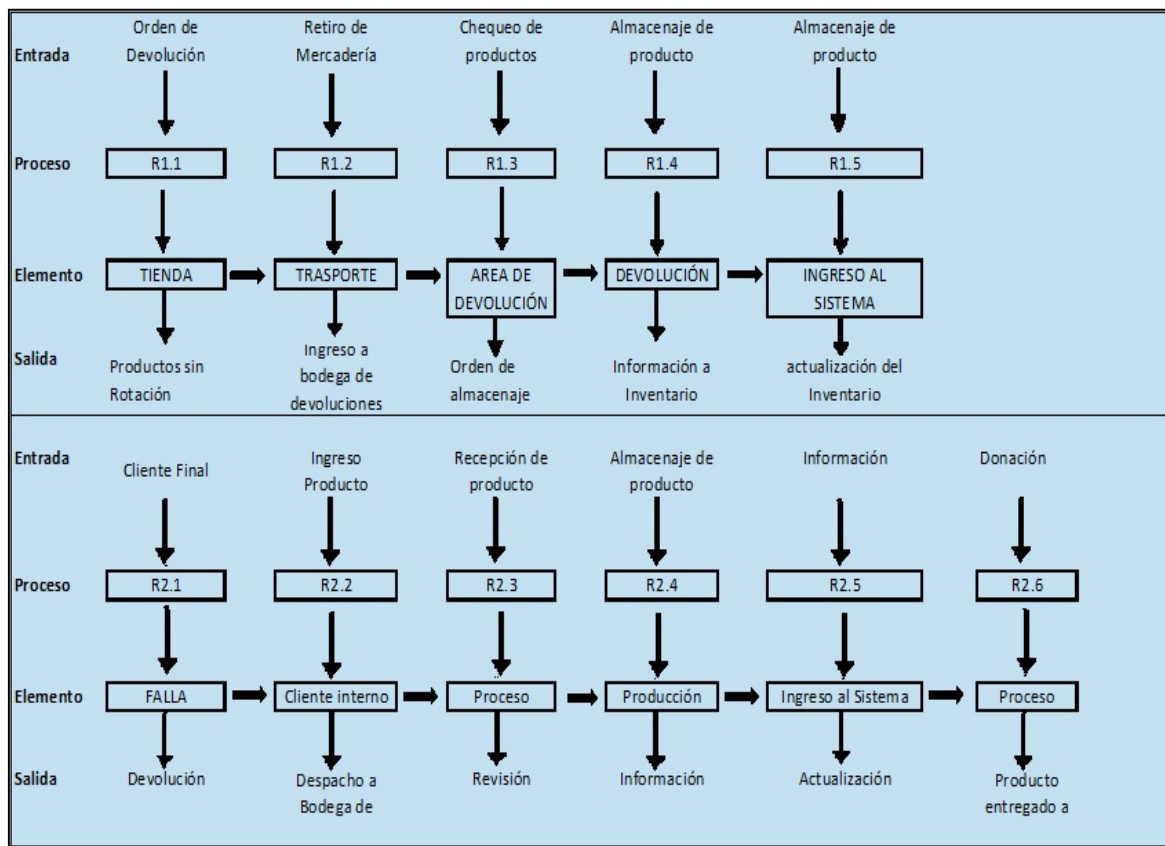 Entrada
Orden de
Devolución
Retiro de
Mercadería
Chequeo de
productos
Almacenaje de
producto
Almacenaje de
producto
Proceso
R1.1
R1.2
R1.3
R1.4
R1.5
Elemento
TIENDA
TRASPORTE
AREA DE
DEVOLUCIÓN
DEVOLUCIÓN
INGRESO AL
SISTEMA
Salida
Productos sin
Rotación
Ingreso a
bodega de
devoluciones
Orden de
almacenaje
Información a
Inventario
actualización del
Inventario
Entrada
Cliente Final
Ingreso
Producto
Recepción de
producto
Almacenaje de
producto
Información
Donación
Proceso
R2.1
R2.2
R2.3
R2.4
R2.5
R2.6
Elemento
FALLA
Cliente interno
Proceso
Producción
Ingreso al Sistema
Proceso
Salida
Devolución
Despacho a
Bodega de
Revisión
Información
Actualización
Producto
entregado a